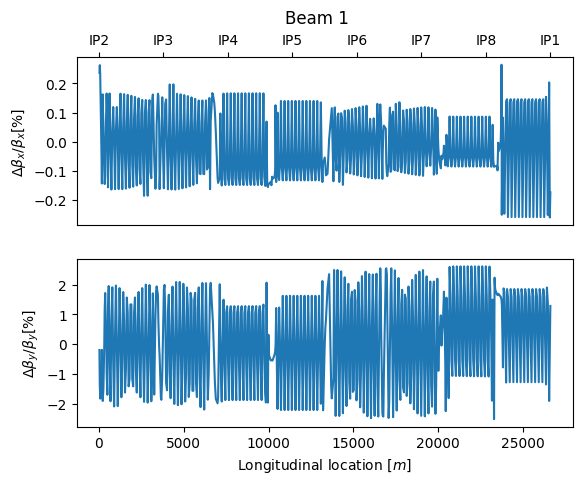 Beam 1
IP2 IP3 IP4 IP5 IP6 IP7 IP8 IP1
Δβx/βx[%]
0.2
0.1
0.0
−0.1
−0.2
Δβy/βy[%]
2
1
0
−1
−2
0 5000 10000 15000 20000 25000
Longitudinal location [m]